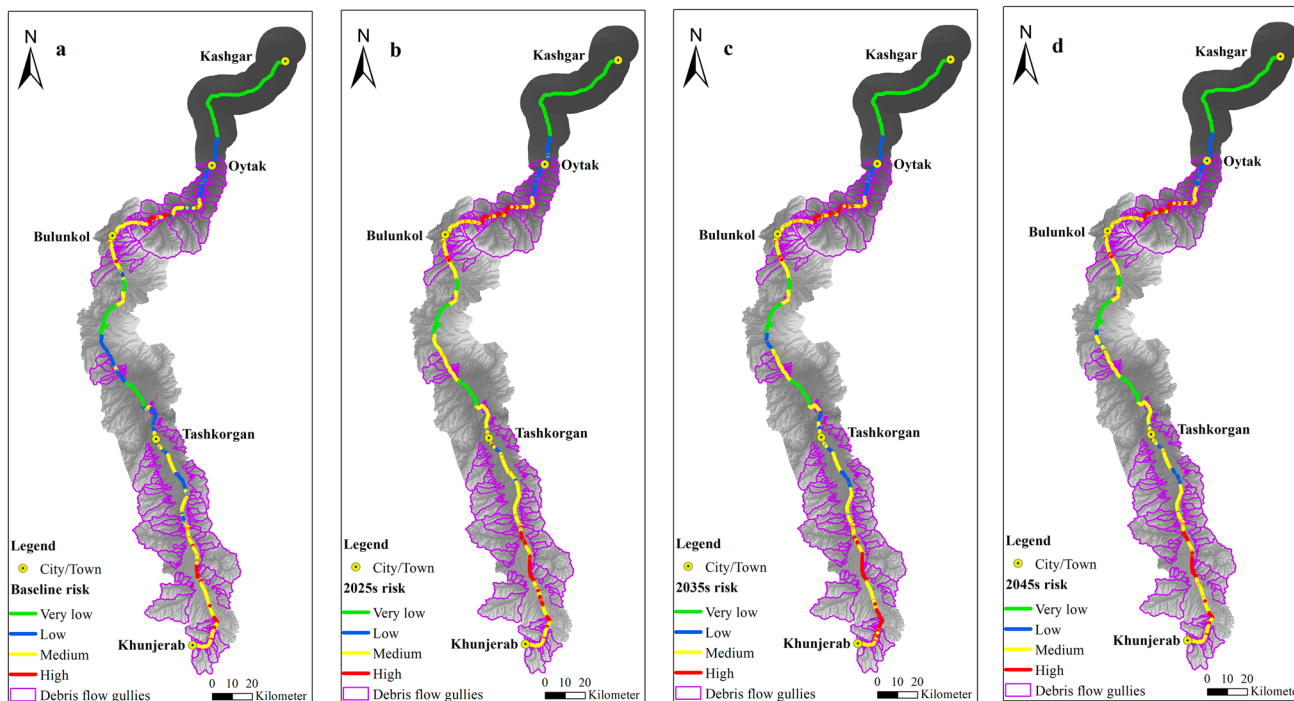 N
a
Kashgar
Oytak
Bulunkol
Tashkorgan
Legend
City/Town
Baseline risk
Very low
Low
Medium
High
Debris flow gullies
Khunjerab
0 10 20
Kilometer
N
b
Kashgar
Oytak
Bulunkol
Tashkorgan
Legend
City/Town
2025s risk
Very low
Low
Medium
High
Debris flow gullies
Khunjerab
0 10 20
Kilometer
N
c
Kashgar
Oytak
Bulunkol
Tashkorgan
Legend
City/Town
2035s risk
Very low
Low
Medium
High
Debris flow gullies
Khunjerab
0 10 20
Kilometer
N
d
Kashgar
Oytak
Bulunkol
Tashkorgan
Legend
City/Town
2045s risk
Very low
Low
Medium
High
Debris flow gullies
Khunjerab
0 10 20
Kilometer